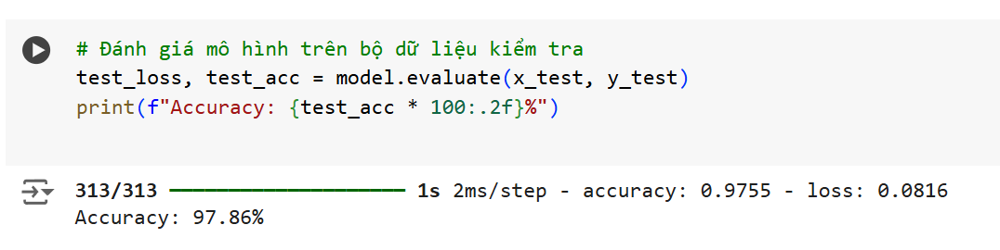 # Đánh giá mô hình trên bộ dữ liệu kiểm tra
test_loss, test_acc = model.evaluate(x_test, y_test)
print(f"Accuracy: {test_acc * 100:.2f}%")
313/313 ━━━━━━━━━━━━━━━━━━━━ 1s 2ms/step - accuracy: 0.9755 - loss: 0.0816
Accuracy: 97.86%